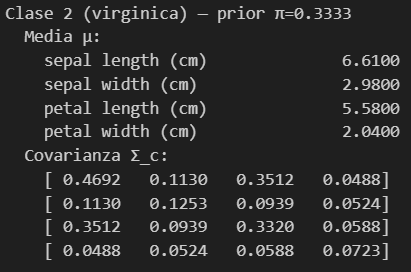 Clase 2 (virginica) — prior π=0.3333
Media μ:
sepal length (cm) 6.6100
sepal width (cm) 2.9800
petal length (cm) 5.5800
petal width (cm) 2.0400
Covarianza Σ_c:
[ 0.4692 0.1130 0.3512 0.0488]
[ 0.1130 0.1253 0.0939 0.0524]
[ 0.3512 0.0939 0.3320 0.0588]
[ 0.0488 0.0524 0.0588 0.0723]